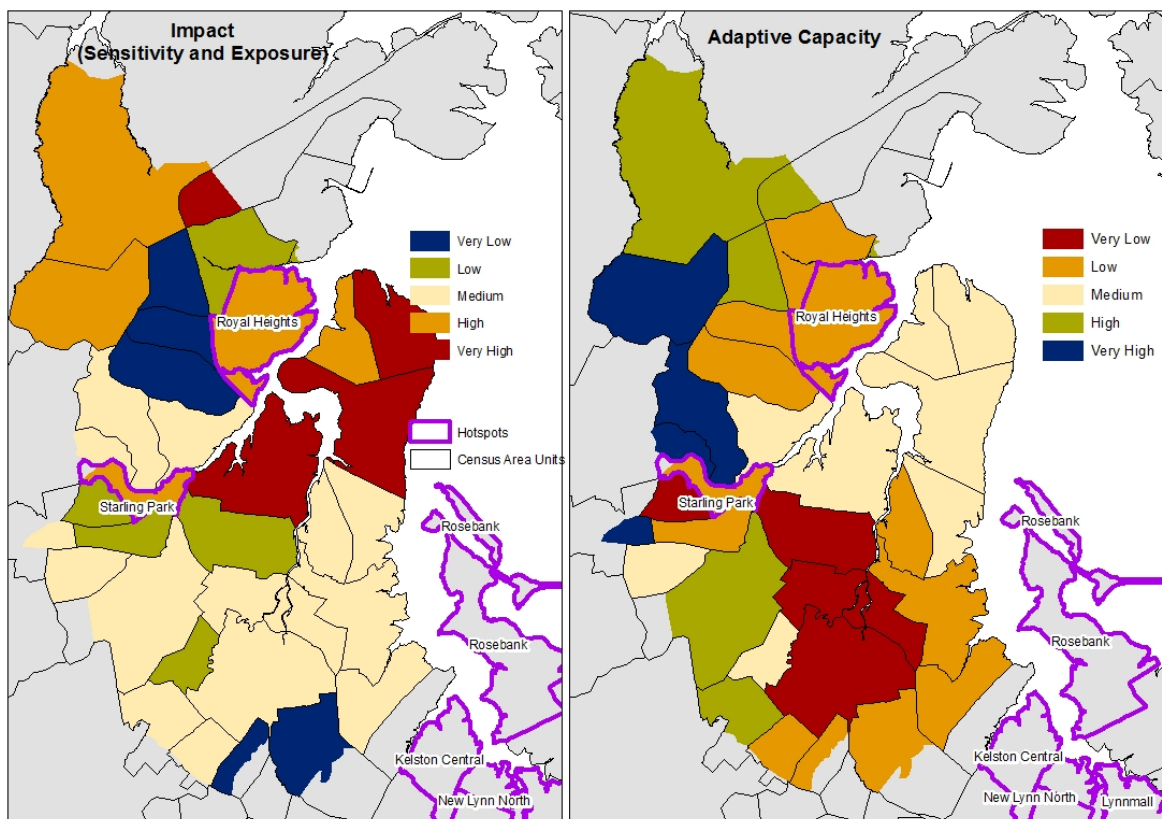 Impact
(Sensitivity and Exposure)
Very Low
Low
Medium
High
Very High
Hotspots
Census Area Units
Royal Heights
Starling Park
Rosebank
Rosebank
Kelston Central
New Lynn North
Adaptive Capacity
Very Low
Low
Medium
High
Very High
Royal Heights
Starling Park
Rosebank
Rosebank
Kelston Central
New Lynn North
Lynnmall